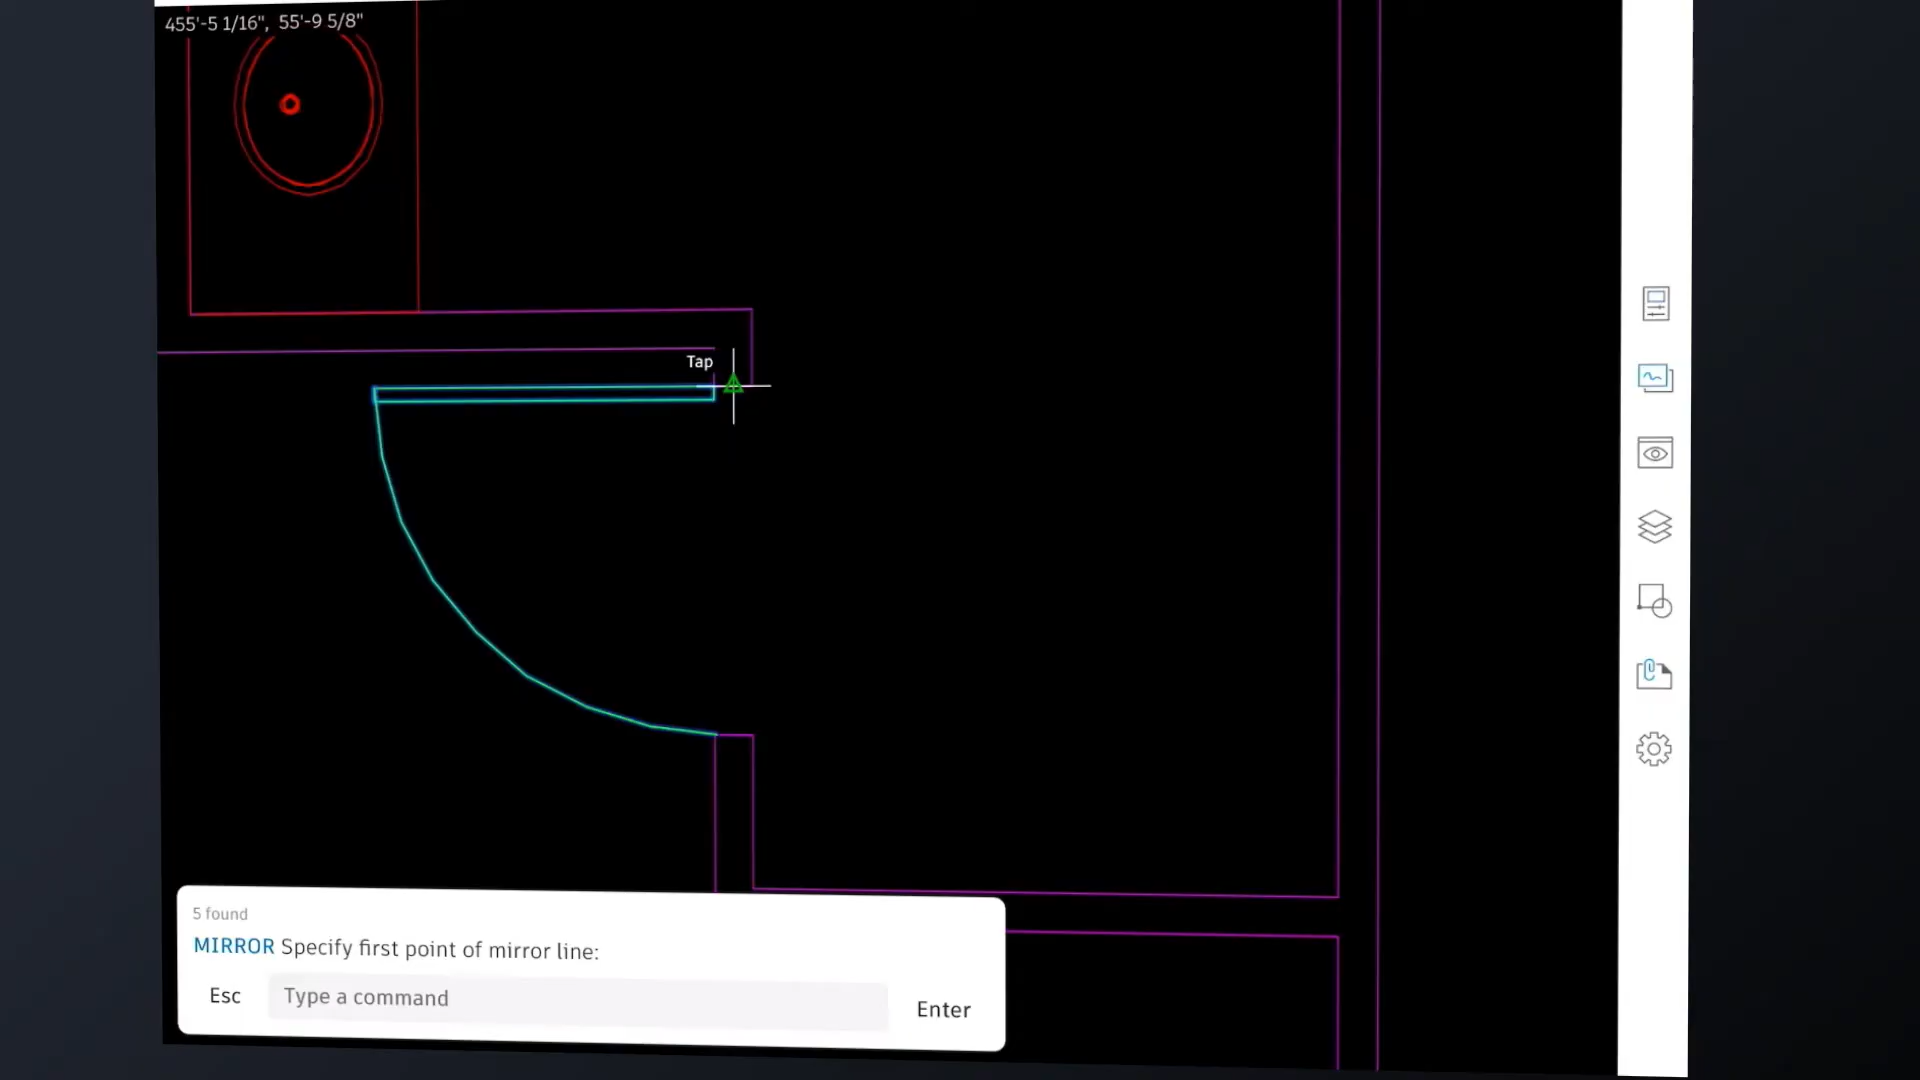 455'-5 1/16", 55'-9 5/8"
Tap
5 found
MIRROR Specify first point of mirror line:
Esc
Type a command
Enter